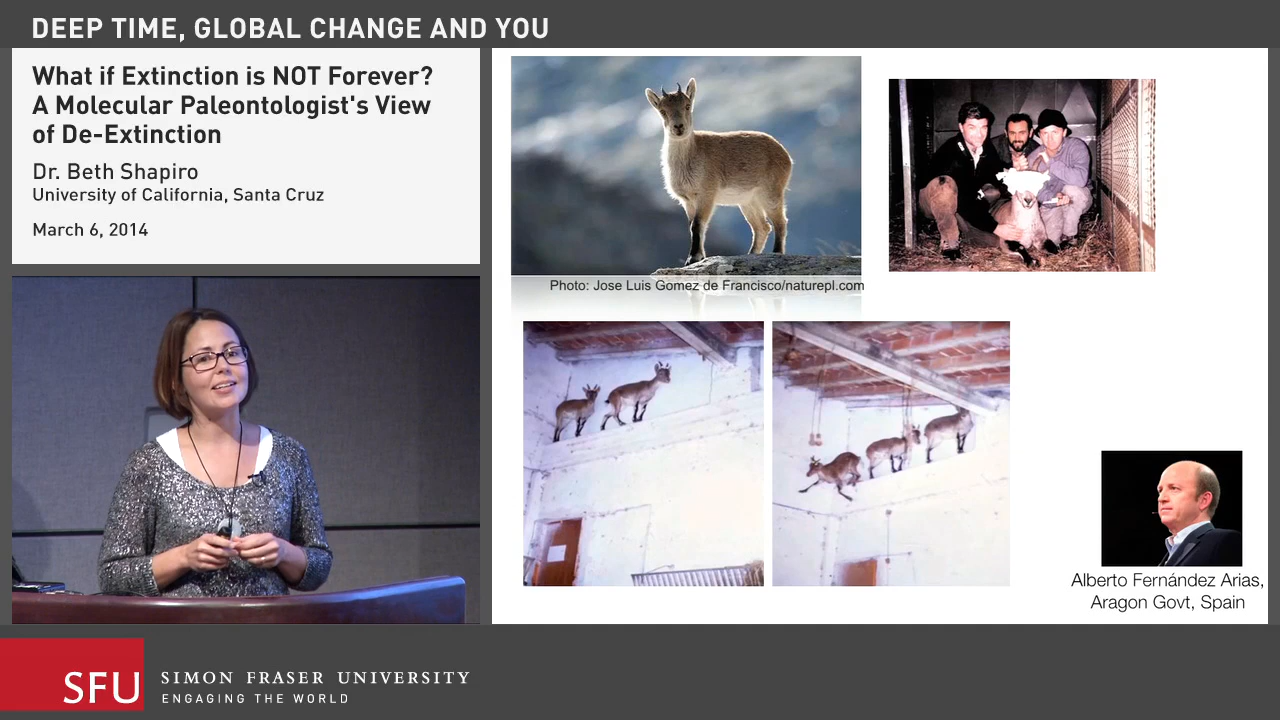 DEEP TIME, GLOBAL CHANGE AND YOU
What if Extinction is NOT Forever?
A Molecular Paleontologist's View
of De-Extinction
Dr. Beth Shapiro
University of California, Santa Cruz
March 6, 2014
Photo: Jose Luis Gomez de Francisco/naturepl.com
Alberto Fernández Arias,
Aragon Govt, Spain
SFU
SIMON FRASER UNIVERSITY
ENGAGING THE WORLD